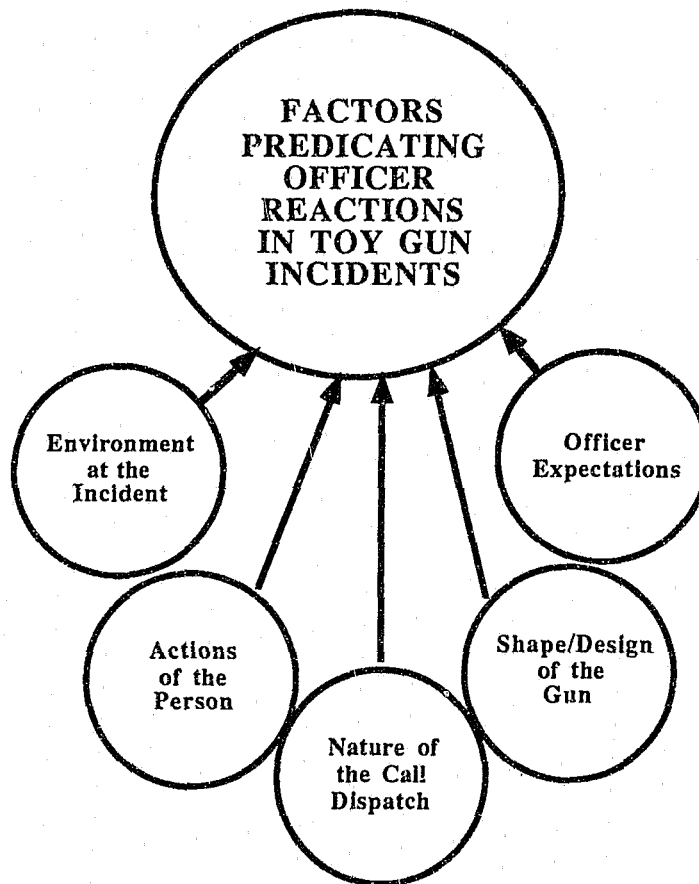 FACTORS
PREDICATING
OFFICER
REACTIONS
IN TOY GUN
INCIDENTS
Environment
at the
Incident
Officer
Expectations
Actions
of the
Person
Shape/Design
of the
Gun
Nature of
the Call
Dispatch